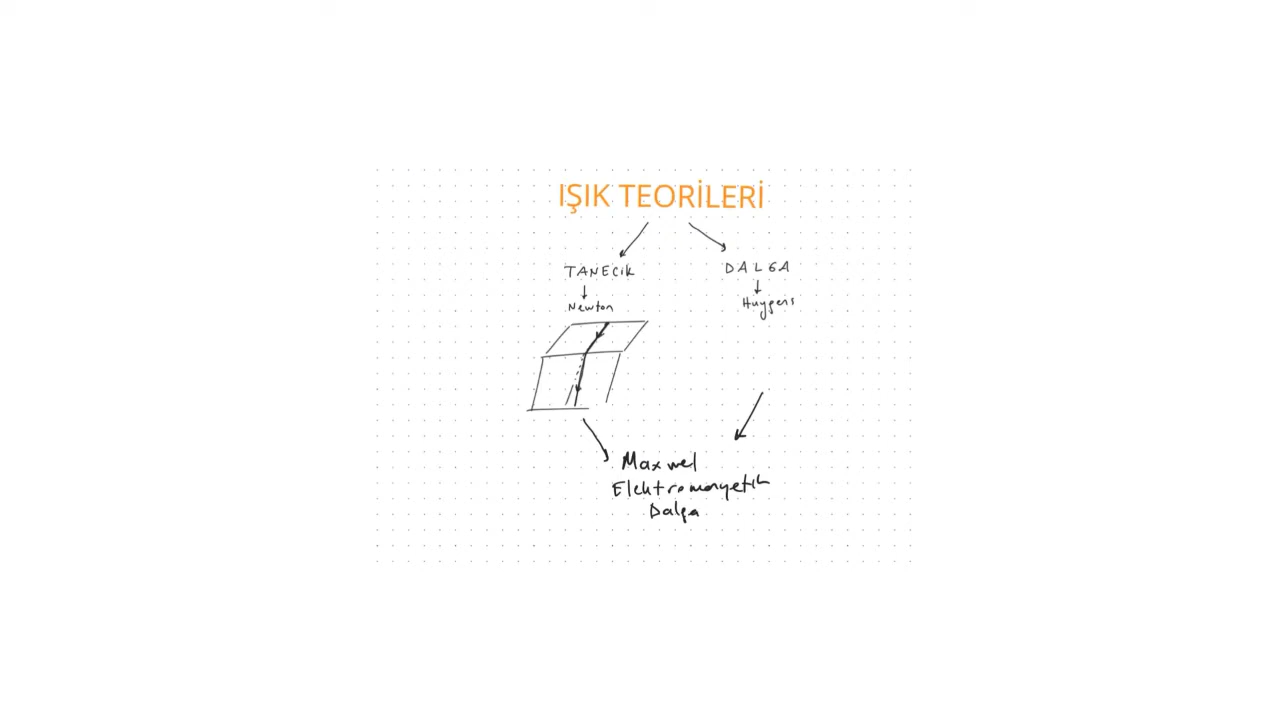 IŞIK TEORİLERİ
TANECİK
DALGA
Newton
Huygens
Maxwel
Elektromanyetik
Dalga